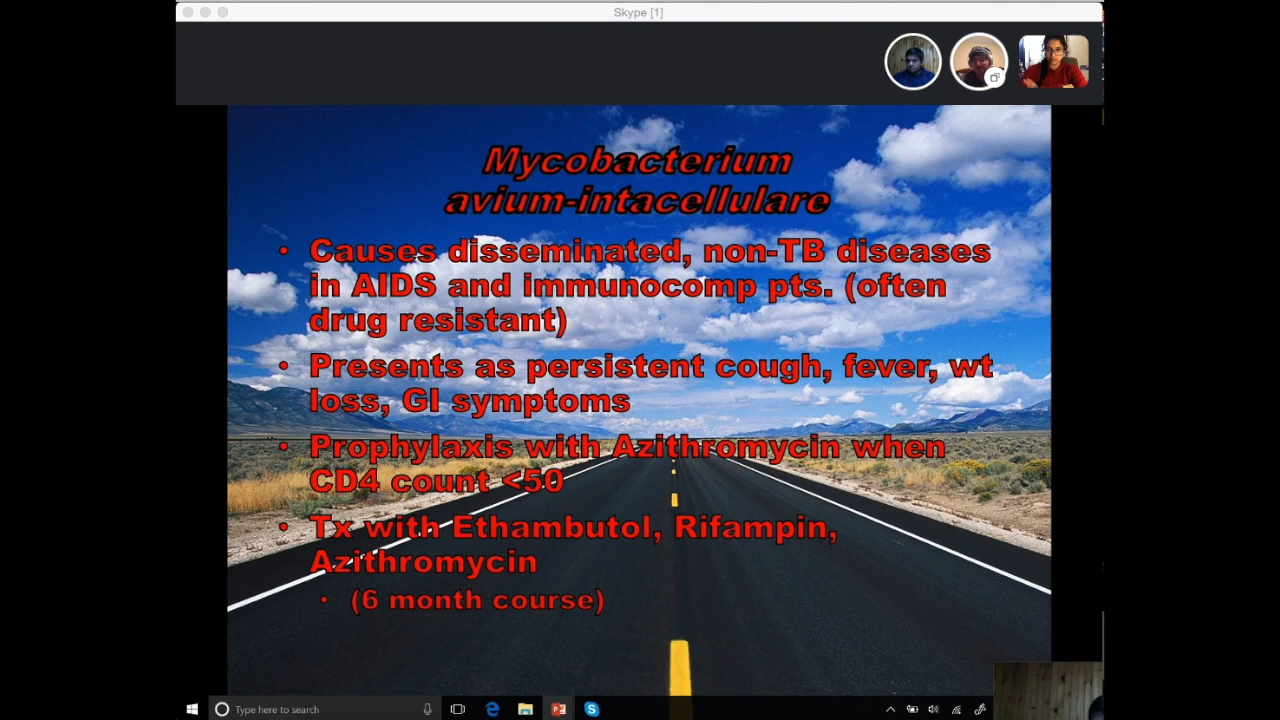 Skype [1]
Mycobacterium
avium-intacellulare
• Causes disseminated, non-TB diseases
in AIDS and immunocomp pts. (often
drug resistant)
• Presents as persistent cough, fever, wt
loss, GI symptoms
• Prophylaxis with Azithromycin when
CD4 count <50
• Tx with Ethambutol, Rifampin,
Azithromycin
• (6 month course)
Type here to search